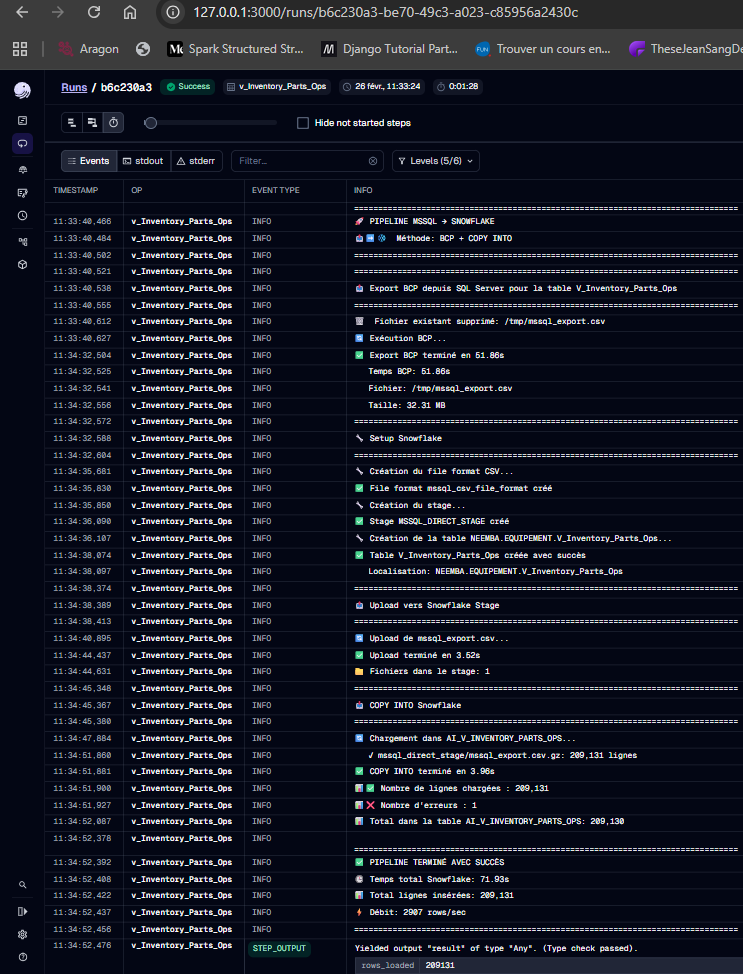 127.0.0.1:3000/runs/b6c230a3-be70-49c3-a023-c85956a2430c
Aragon
Spark Structured Str...
Django Tutorial Part...
Trouver un cours en...
TheseJeanSangDe
Runs / b6c230a3 Success v_Inventory_Parts_Ops 26 févr., 11:33:24 0:01:28
Hide not started steps
Events stdout stderr Filter... Levels (5/6)
TIMESTAMP OP EVENT TYPE INFO
================================================================================
11:33:40,466 v_Inventory_Parts_Ops INFO 🚀 PIPELINE MSSQL → SNOWFLAKE
11:33:40,484 v_Inventory_Parts_Ops INFO 📥➡️❄️ Méthode: BCP + COPY INTO
11:33:40,502 v_Inventory_Parts_Ops INFO ================================================================================
11:33:40,521 v_Inventory_Parts_Ops INFO ================================================================================
11:33:40,538 v_Inventory_Parts_Ops INFO 📥 Export BCP depuis SQL Server pour la table V_Inventory_Parts_Ops
11:33:40,555 v_Inventory_Parts_Ops INFO ================================================================================
11:33:40,612 v_Inventory_Parts_Ops INFO 🗑️ Fichier existant supprimé: /tmp/mssql_export.csv
11:33:40,627 v_Inventory_Parts_Ops INFO 🔄 Exécution BCP...
11:34:32,504 v_Inventory_Parts_Ops INFO ✅ Export BCP terminé en 51.86s
11:34:32,525 v_Inventory_Parts_Ops INFO Temps BCP: 51.86s
11:34:32,541 v_Inventory_Parts_Ops INFO Fichier: /tmp/mssql_export.csv
11:34:32,556 v_Inventory_Parts_Ops INFO Taille: 32.31 MB
11:34:32,572 v_Inventory_Parts_Ops INFO ================================================================================
11:34:32,588 v_Inventory_Parts_Ops INFO 🔧 Setup Snowflake
11:34:32,604 v_Inventory_Parts_Ops INFO ================================================================================
11:34:35,681 v_Inventory_Parts_Ops INFO 🔧 Création du file format CSV...
11:34:35,830 v_Inventory_Parts_Ops INFO ✅ File format mssql_csv_file_format créé
11:34:35,850 v_Inventory_Parts_Ops INFO 🔧 Création du stage...
11:34:36,090 v_Inventory_Parts_Ops INFO ✅ Stage MSSQL_DIRECT_STAGE créé
11:34:36,107 v_Inventory_Parts_Ops INFO 🔧 Création de la table NEEMBA.EQUIPEMENT.V_Inventory_Parts_Ops...
11:34:38,074 v_Inventory_Parts_Ops INFO ✅ Table V_Inventory_Parts_Ops créée avec succès
11:34:38,097 v_Inventory_Parts_Ops INFO Localisation: NEEMBA.EQUIPEMENT.V_Inventory_Parts_Ops
11:34:38,374 v_Inventory_Parts_Ops INFO ================================================================================
11:34:38,389 v_Inventory_Parts_Ops INFO 📤 Upload vers Snowflake Stage
11:34:38,413 v_Inventory_Parts_Ops INFO ================================================================================
11:34:40,895 v_Inventory_Parts_Ops INFO 🔄 Upload de mssql_export.csv...
11:34:44,437 v_Inventory_Parts_Ops INFO ✅ Upload terminé en 3.52s
11:34:44,631 v_Inventory_Parts_Ops INFO 📁 Fichiers dans le stage: 1
11:34:45,348 v_Inventory_Parts_Ops INFO ================================================================================
11:34:45,367 v_Inventory_Parts_Ops INFO 📥 COPY INTO Snowflake
11:34:45,380 v_Inventory_Parts_Ops INFO ================================================================================
11:34:47,884 v_Inventory_Parts_Ops INFO 🔄 Chargement dans AI_V_INVENTORY_PARTS_OPS...
11:34:51,860 v_Inventory_Parts_Ops INFO ✓ mssql_direct_stage/mssql_export.csv.gz: 209,131 lignes
11:34:51,881 v_Inventory_Parts_Ops INFO ✅ COPY INTO terminé en 3.96s
11:34:51,900 v_Inventory_Parts_Ops INFO 📊✅ Nombre de lignes chargées : 209,131
11:34:51,927 v_Inventory_Parts_Ops INFO 📊❌ Nombre d'erreurs : 1
11:34:52,087 v_Inventory_Parts_Ops INFO 📊 Total dans la table AI_V_INVENTORY_PARTS_OPS: 209,130
11:34:52,378 v_Inventory_Parts_Ops INFO
================================================================================
11:34:52,392 v_Inventory_Parts_Ops INFO ✅ PIPELINE TERMINÉ AVEC SUCCÈS
11:34:52,408 v_Inventory_Parts_Ops INFO ⏱️ Temps total Snowflake: 71.93s
11:34:52,422 v_Inventory_Parts_Ops INFO 📊 Total lignes insérées: 209,131
11:34:52,437 v_Inventory_Parts_Ops INFO ⚡ Débit: 2907 rows/sec
11:34:52,456 v_Inventory_Parts_Ops INFO ================================================================================
11:34:52,476 v_Inventory_Parts_Ops STEP_OUTPUT Yielded output "result" of type "Any". (Type check passed).
rows_loaded 209131